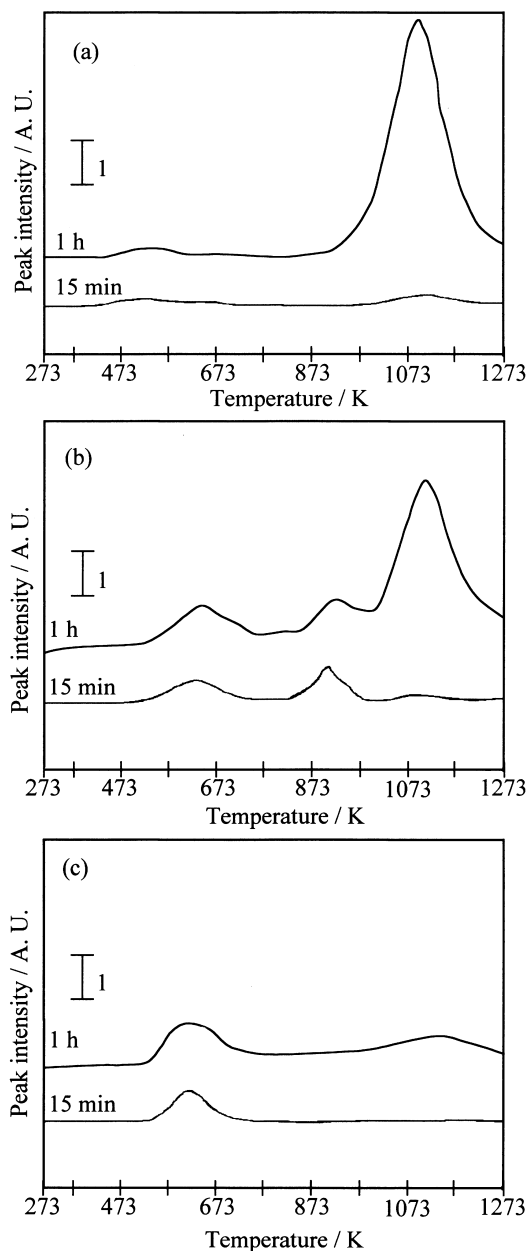 (a)
Peak intensity / A. U.
1
1 h
15 min
273 473 673 873 1073 1273
Temperature / K
(b)
Peak intensity / A. U.
1
1 h
15 min
273 473 673 873 1073 1273
Temperature / K
(c)
Peak intensity / A. U.
1
1 h
15 min
273 473 673 873 1073 1273
Temperature / K